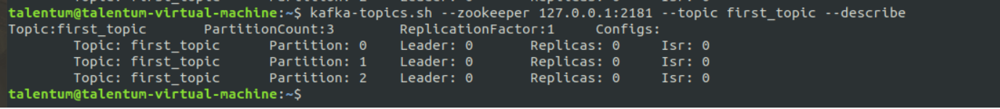 talentum@talentum-virtual-machine:~$ kafka-topics.sh --zookeeper 127.0.0.1:2181 --topic first_topic --describe
Topic:first_topic PartitionCount:3 ReplicationFactor:1 Configs:
Topic: first_topic Partition: 0 Leader: 0 Replicas: 0 Isr: 0
Topic: first_topic Partition: 1 Leader: 0 Replicas: 0 Isr: 0
Topic: first_topic Partition: 2 Leader: 0 Replicas: 0 Isr: 0
talentum@talentum-virtual-machine:~$